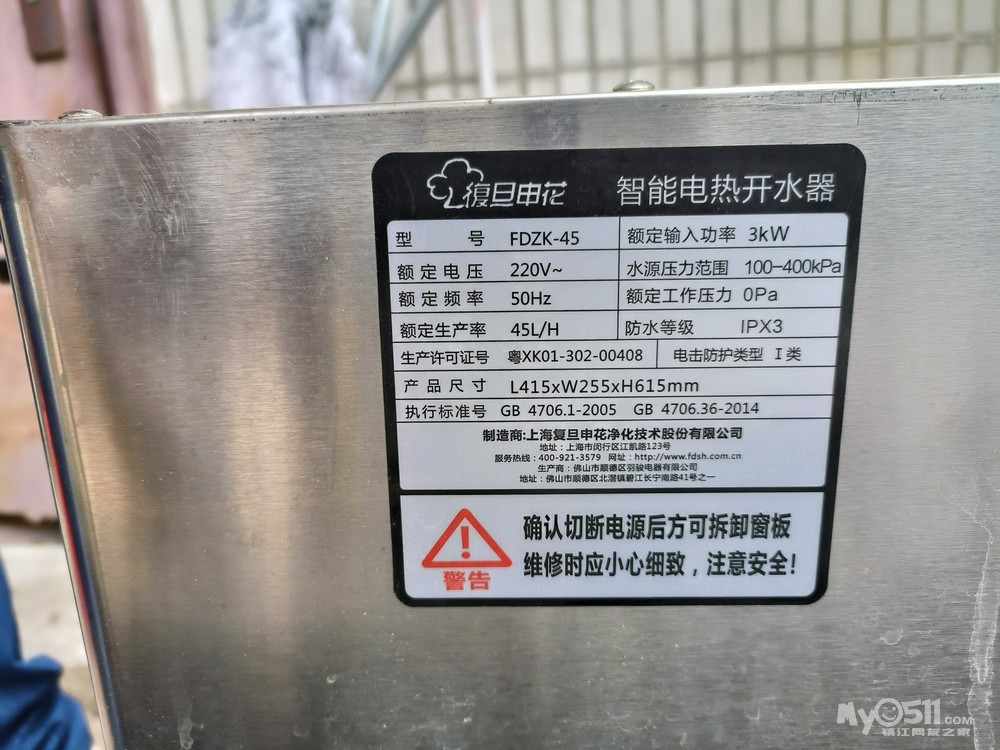 復旦申花 智能电热开水器
型 号 FDZK-45 额定输入功率 3kW
额定电压 220V~ 水源压力范围 100-400kPa
额定频率 50Hz 额定工作压力 0Pa
额定生产率 45L/H 防水等级 IPX3
生产许可证号 粤XK01-302-00408 电击防护类型 I类
产品尺寸 L415xW255xH615mm
执行标准号 GB 4706.1-2005 GB 4706.36-2014
制造商:上海复旦申花净化技术股份有限公司
地址:上海市闵行区江凯路123号
服务热线:400-921-3579 网址:http://www.fdsh.com.cn
生产商:佛山市顺德区羽骏电器有限公司
地址:佛山市顺德区北滘镇碧江长宁南路41号之一
确认切断电源后方可拆卸窗板
维修时应小心细致,注意安全!
警告
My0511.COM
镇江网友之家